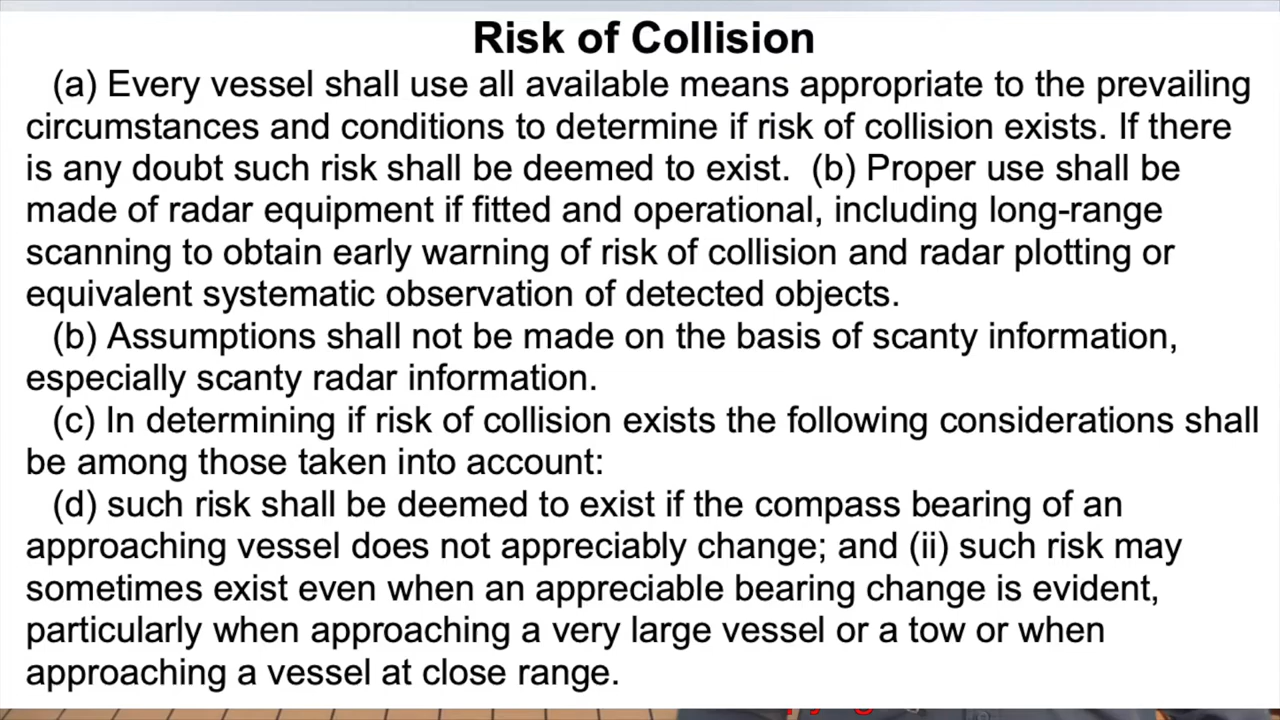 Risk of Collision
(a) Every vessel shall use all available means appropriate to the prevailing
circumstances and conditions to determine if risk of collision exists. If there
is any doubt such risk shall be deemed to exist. (b) Proper use shall be
made of radar equipment if fitted and operational, including long-range
scanning to obtain early warning of risk of collision and radar plotting or
equivalent systematic observation of detected objects.
(b) Assumptions shall not be made on the basis of scanty information,
especially scanty radar information.
(c) In determining if risk of collision exists the following considerations shall
be among those taken into account:
(d) such risk shall be deemed to exist if the compass bearing of an
approaching vessel does not appreciably change; and (ii) such risk may
sometimes exist even when an appreciable bearing change is evident,
particularly when approaching a very large vessel or a tow or when
approaching a vessel at close range.